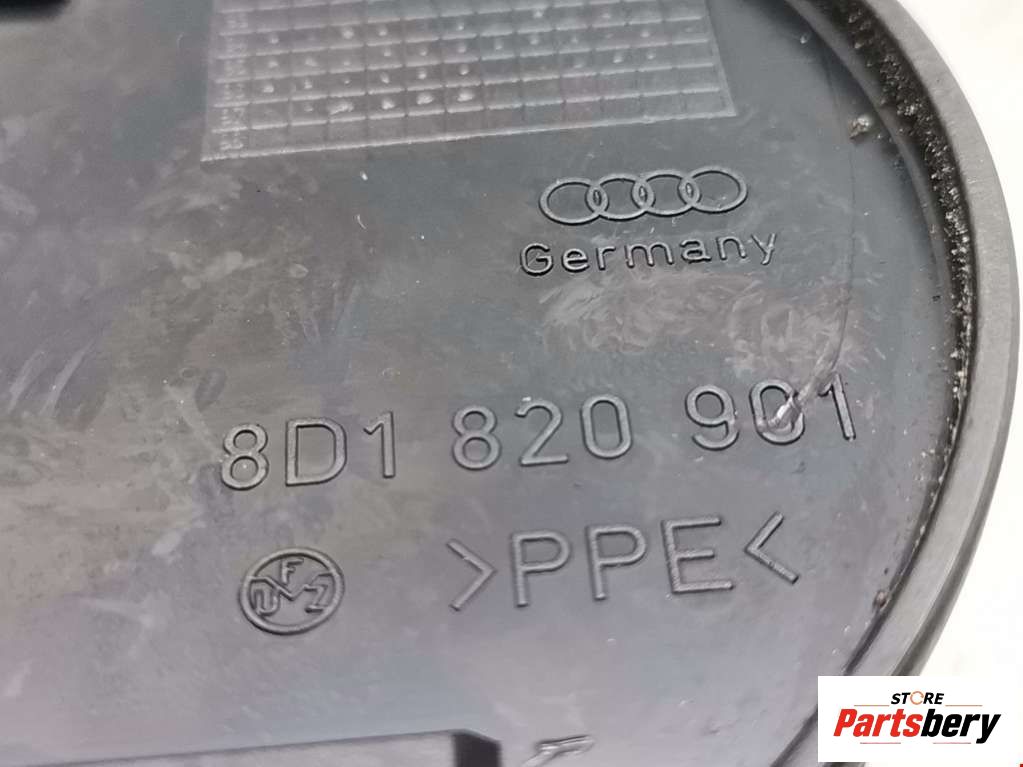 Germany
8D1 820 901
>PPE<
STORE
Partsbery